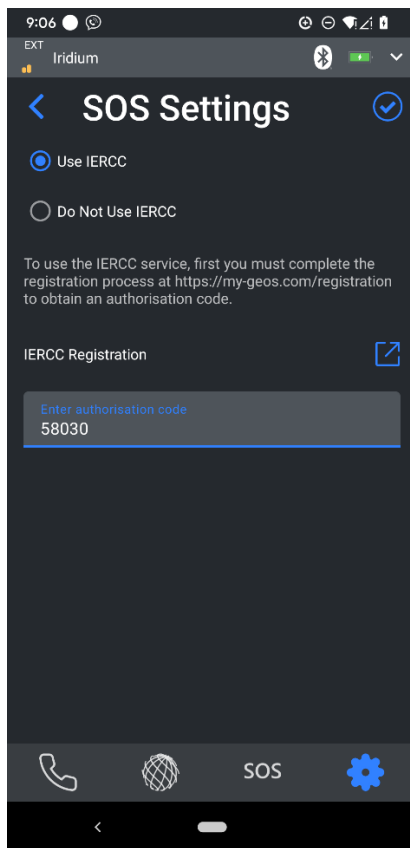 9:06
EXT
Iridium
SOS Settings
Use IERCC
Do Not Use IERCC
To use the IERCC service, first you must complete the
registration process at https://my-geos.com/registration
to obtain an authorisation code.
IERCC Registration
Enter authorisation code
58030
SOS